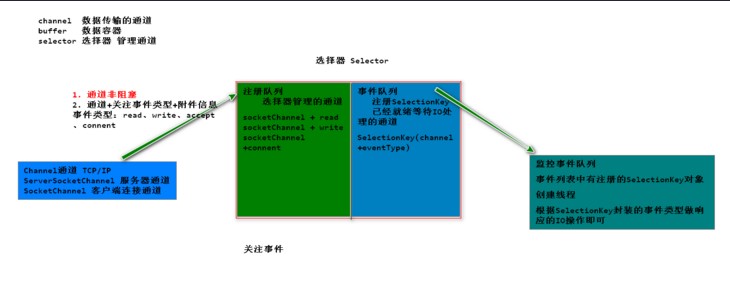 channel 数据传输的通道
buffer 数据容器
selector 选择器 管理通道
选择器 Selector
1. 通道非阻塞
2. 通道+关注事件类型+附件信息
事件类型：read、write、accept
、connent
Channel通道 TCP/IP
ServerSocketChannel 服务器通道
SocketChannel 客户端连接通道
注册队列
选择器管理的通道
socketChannel + read
socketChannel + write
socketChannel
+connent
事件队列
注册SelectionKey
已经就绪等待IO处
理的通道
SelectionKey(channel
+eventType)
监控事件队列
事件列表中有注册的SelectionKey对象
创建线程
根据SelectionKey封装的事件类型做响
应的IO操作即可
关注事件